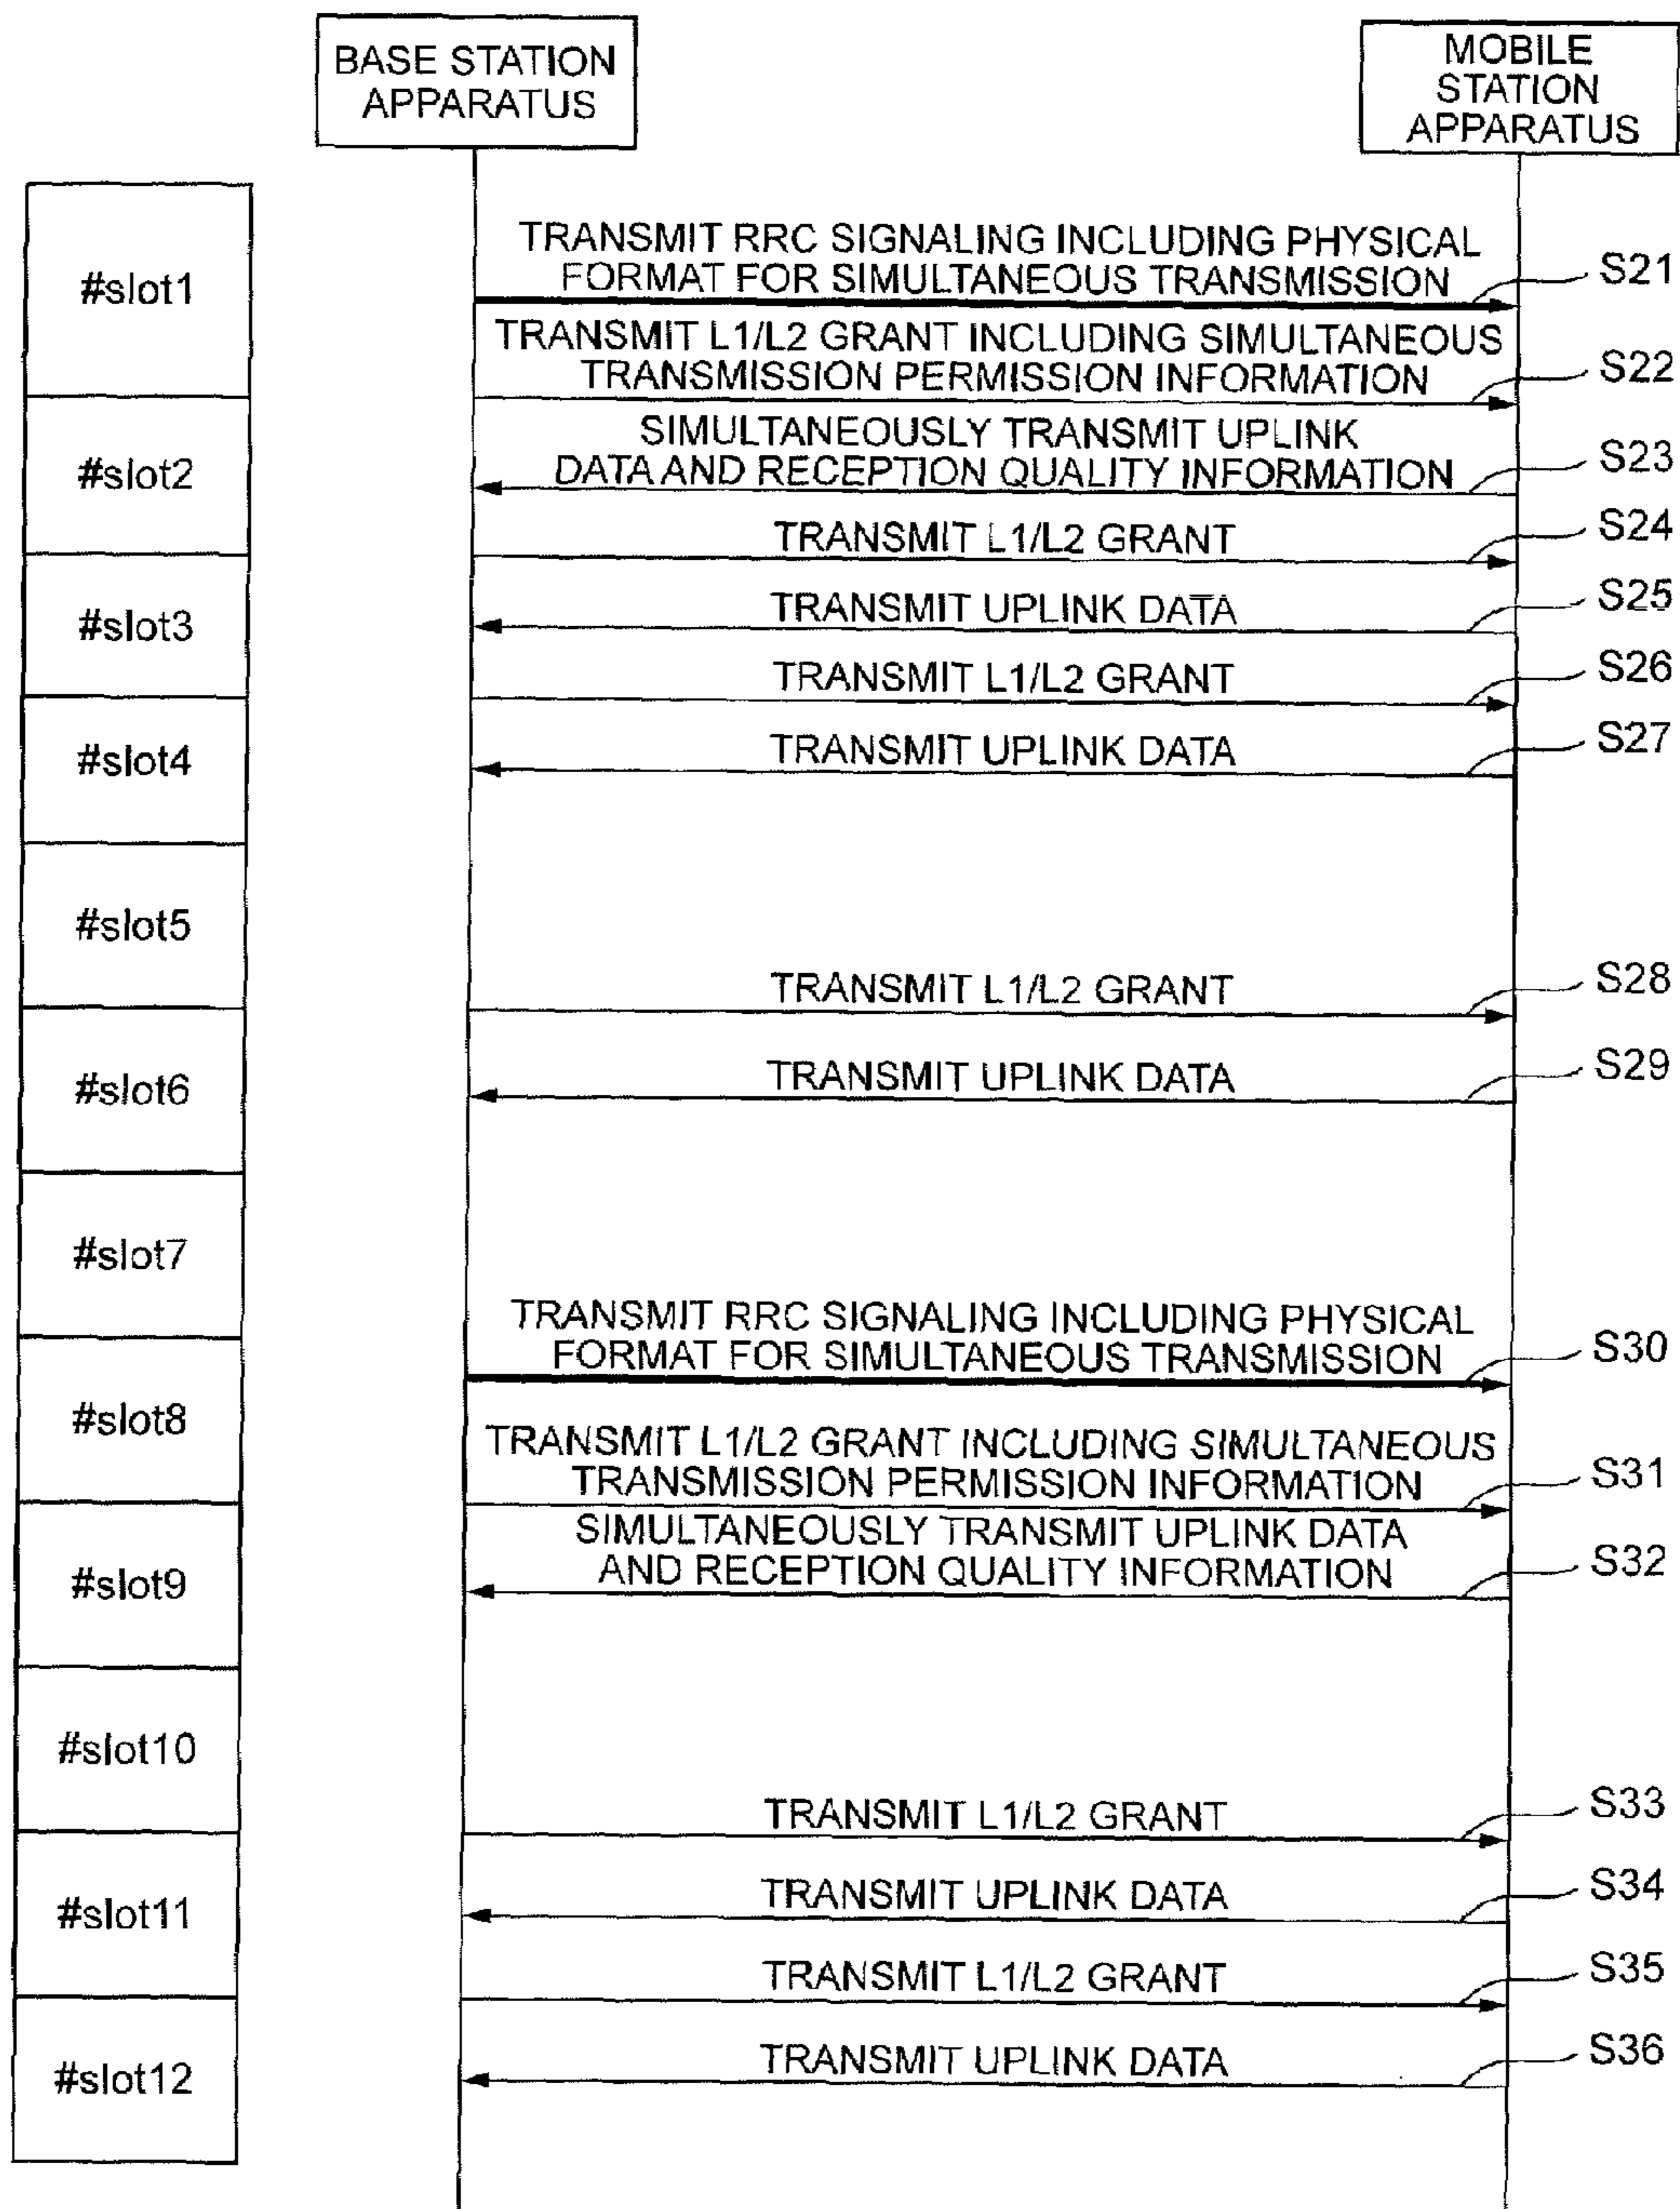 BASE STATION
APPARATUS
MOBILE
STATION
APPARATUS
#slot1
TRANSMIT RRC SIGNALING INCLUDING PHYSICAL
FORMAT FOR SIMULTANEOUS TRANSMISSION
S21
TRANSMIT L1/L2 GRANT INCLUDING SIMULTANEOUS
TRANSMISSION PERMISSION INFORMATION
S22
#slot2
SIMULTANEOUSLY TRANSMIT UPLINK
DATA AND RECEPTION QUALITY INFORMATION
S23
TRANSMIT L1/L2 GRANT
S24
#slot3
TRANSMIT UPLINK DATA
S25
TRANSMIT L1/L2 GRANT
S26
#slot4
TRANSMIT UPLINK DATA
S27
#slot5
TRANSMIT L1/L2 GRANT
S28
#slot6
TRANSMIT UPLINK DATA
S29
#slot7
TRANSMIT RRC SIGNALING INCLUDING PHYSICAL
FORMAT FOR SIMULTANEOUS TRANSMISSION
S30
#slot8
TRANSMIT L1/L2 GRANT INCLUDING SIMULTANEOUS
TRANSMISSION PERMISSION INFORMATION
S31
#slot9
SIMULTANEOUSLY TRANSMIT UPLINK DATA
AND RECEPTION QUALITY INFORMATION
S32
#slot10
TRANSMIT L1/L2 GRANT
S33
#slot11
TRANSMIT UPLINK DATA
S34
TRANSMIT L1/L2 GRANT
S35
#slot12
TRANSMIT UPLINK DATA
S36